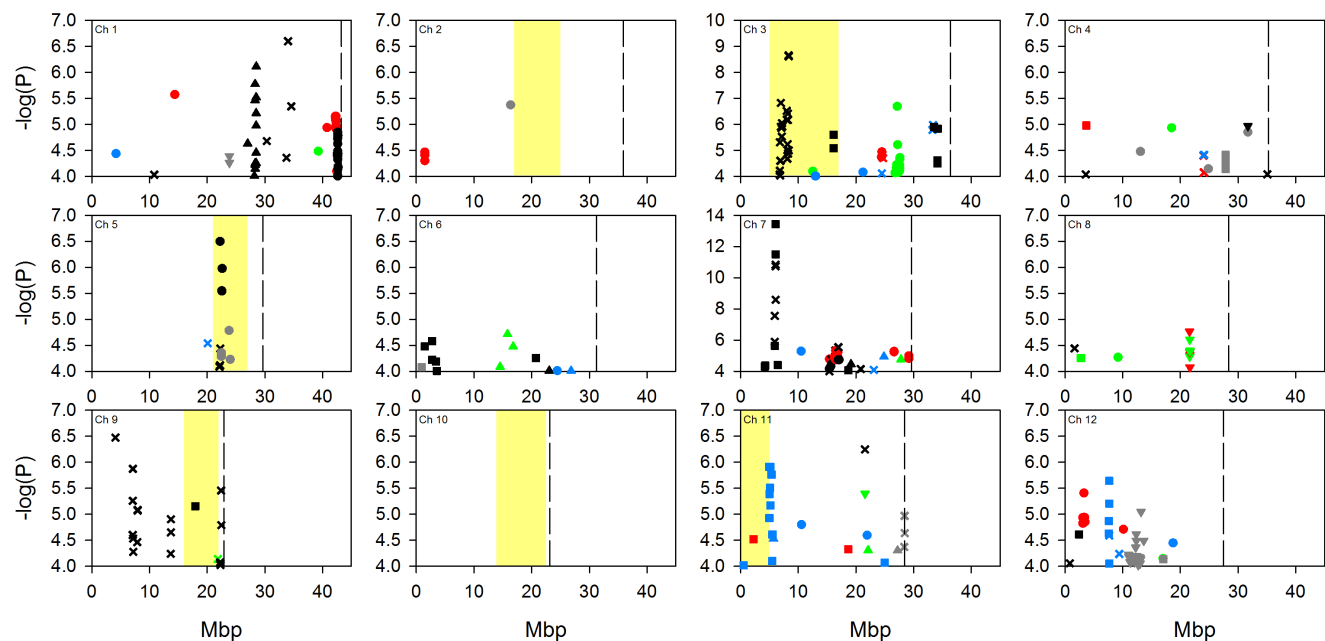 7.0 7.0 10 7.0
Ch 1 Ch 2 Ch 3 Ch 4
6.5 6.5 9 6.5
6.0 6.0 8 6.0
-log(P) 5.5 5.5 7 5.5
5.0 5.0 6 5.0
4.5 4.5 5 4.5
4.0 4.0 4 4.0
0 10 20 30 40 0 10 20 30 40 0 10 20 30 40 0 10 20 30 40
7.0 7.0 14 7.0
Ch 5 Ch 6 Ch 7 Ch 8
6.5 6.5 12 6.5
6.0 6.0 6.0
-log(P) 5.5 5.5 10 5.5
5.0 5.0 8 5.0
4.5 4.5 6 4.5
4.0 4.0 4 4.0
0 10 20 30 40 0 10 20 30 40 0 10 20 30 40 0 10 20 30 40
7.0 7.0 7.0 7.0
Ch 9 Ch 10 Ch 11 Ch 12
6.5 6.5 6.5 6.5
6.0 6.0 6.0 6.0
-log(P) 5.5 5.5 5.5 5.5
5.0 5.0 5.0 5.0
4.5 4.5 4.5 4.5
4.0 4.0 4.0 4.0
0 10 20 30 40 0 10 20 30 40 0 10 20 30 40 0 10 20 30 40
Mbp Mbp Mbp Mbp